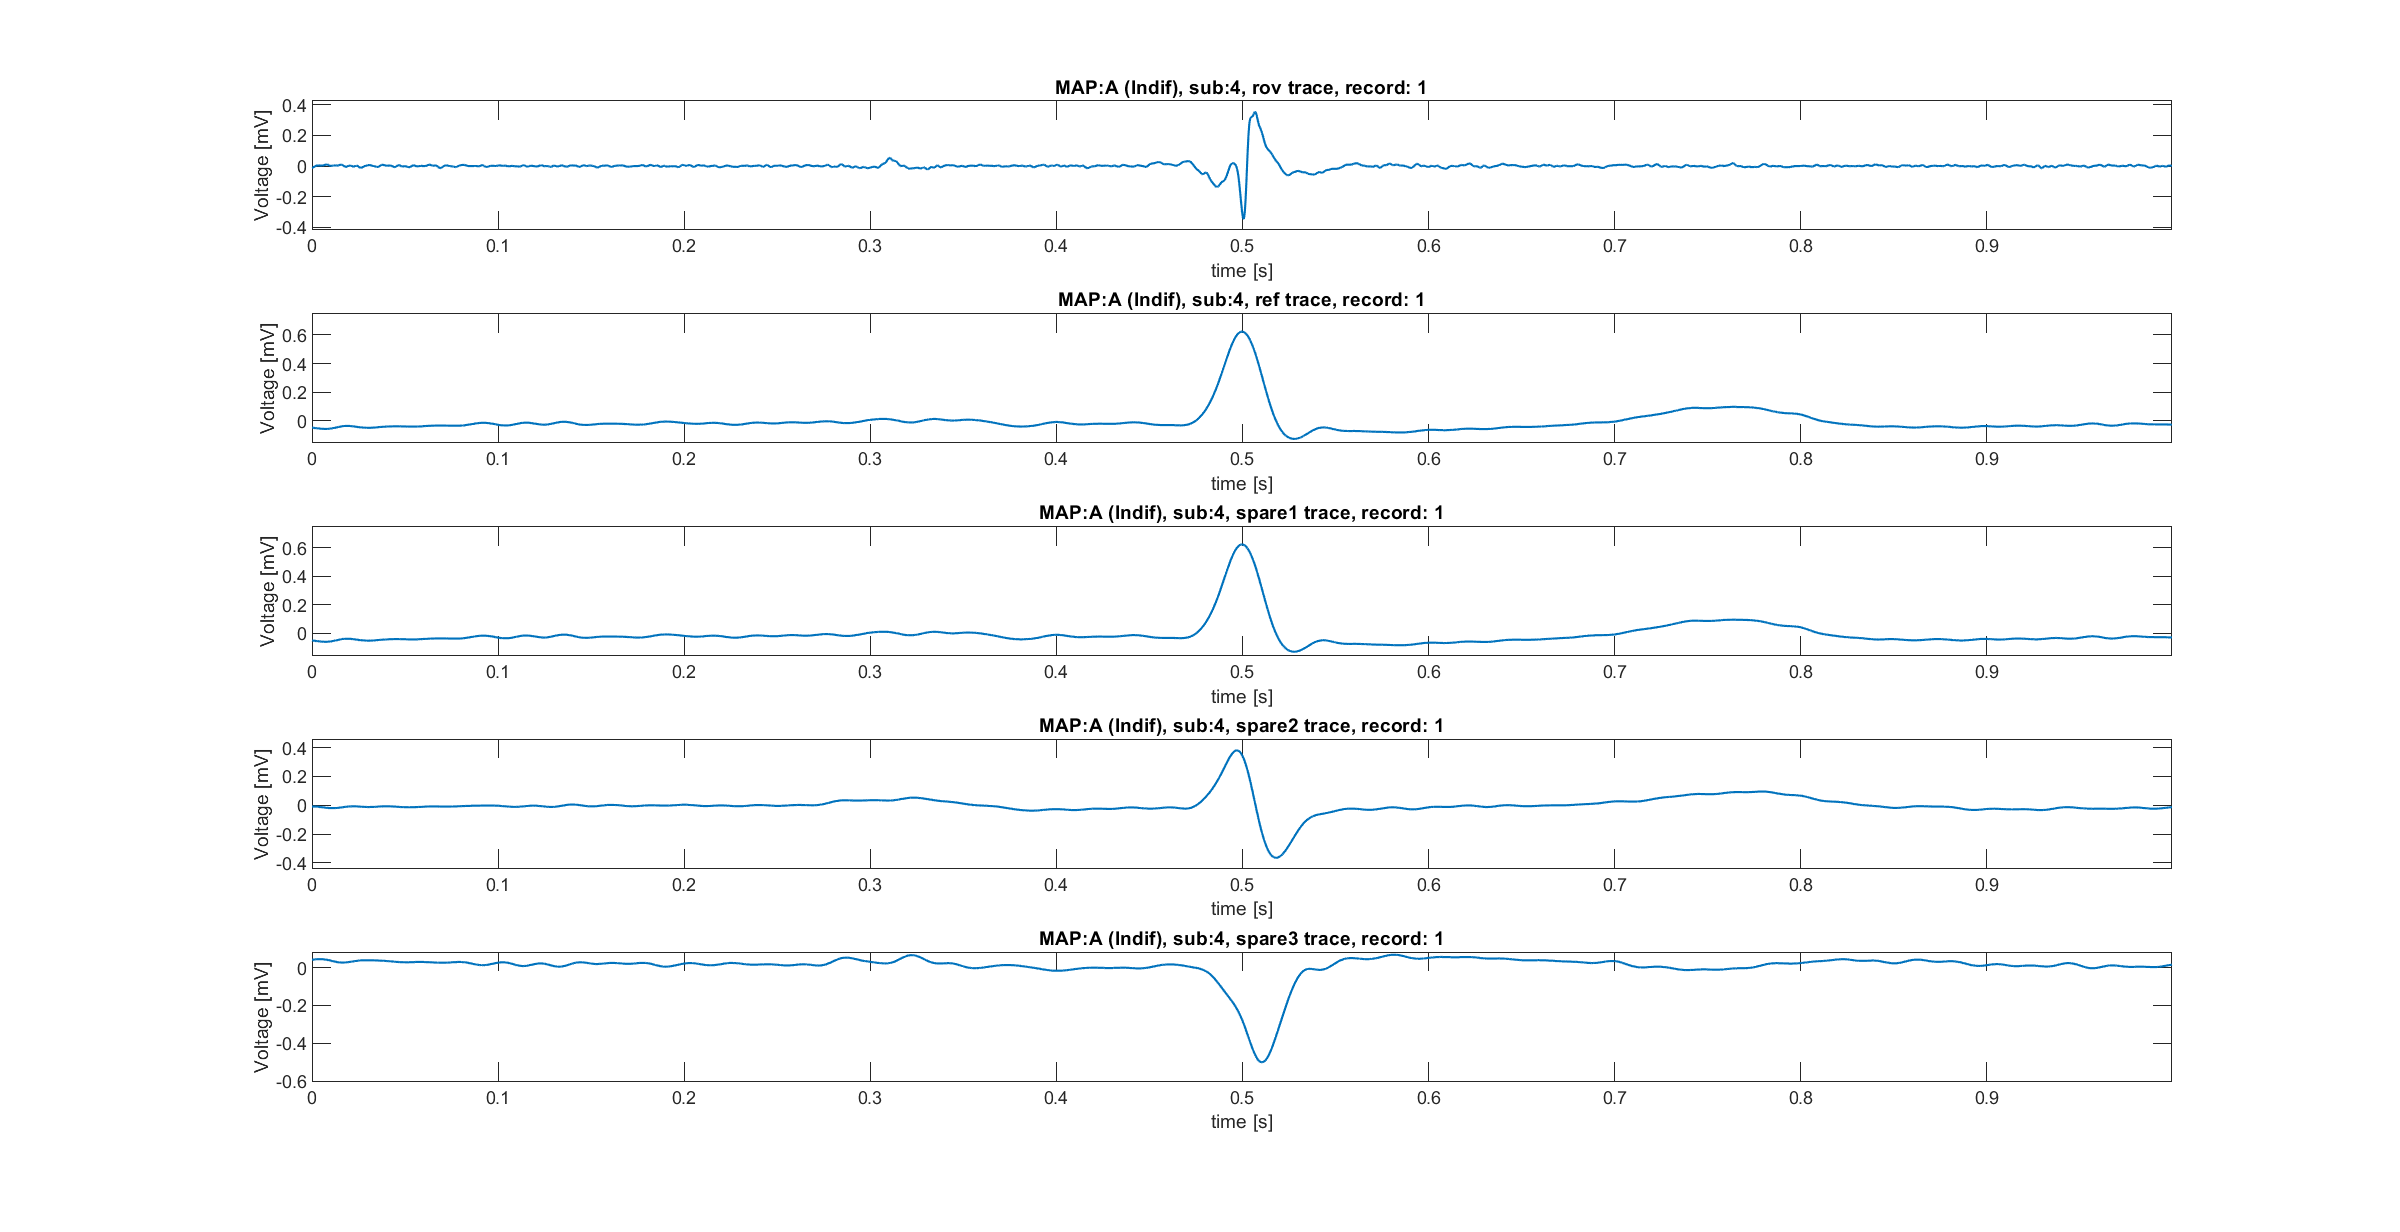 MAP:A (Indif), sub:4, rov trace, record: 1
Voltage [mV]
0.4
0.2
0
-0.2
-0.4
0 0.1 0.2 0.3 0.4 0.5 0.6 0.7 0.8 0.9
time [s]
MAP:A (Indif), sub:4, ref trace, record: 1
Voltage [mV]
0.6
0.4
0.2
0
0 0.1 0.2 0.3 0.4 0.5 0.6 0.7 0.8 0.9
time [s]
MAP:A (Indif), sub:4, spare1 trace, record: 1
Voltage [mV]
0.6
0.4
0.2
0
0 0.1 0.2 0.3 0.4 0.5 0.6 0.7 0.8 0.9
time [s]
MAP:A (Indif), sub:4, spare2 trace, record: 1
Voltage [mV]
0.4
0.2
0
-0.2
-0.4
0 0.1 0.2 0.3 0.4 0.5 0.6 0.7 0.8 0.9
time [s]
MAP:A (Indif), sub:4, spare3 trace, record: 1
Voltage [mV]
0
-0.2
-0.4
-0.6
0 0.1 0.2 0.3 0.4 0.5 0.6 0.7 0.8 0.9
time [s]